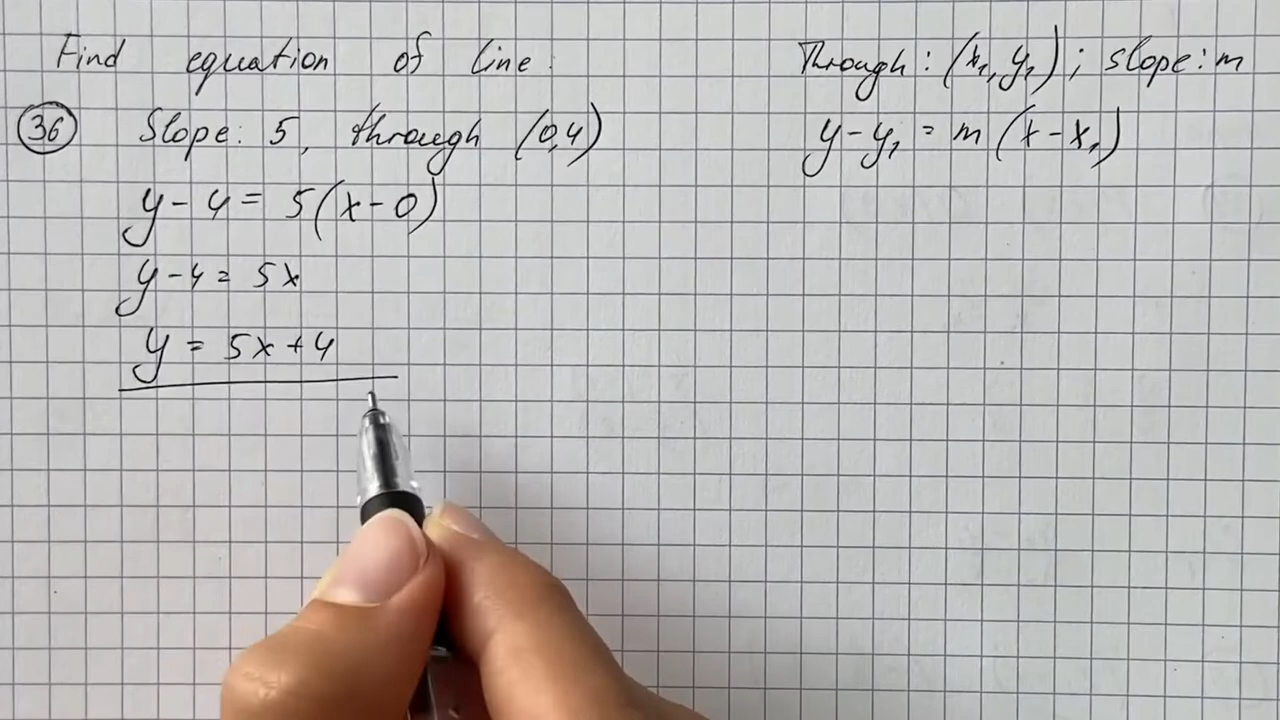 Find equation of line:
36 Slope: 5, through (0,4)
y - 4 = 5(x - 0)
y - 4 = 5x
y = 5x + 4
Through: (x₁, y₁) ; slope: m
y - y₁ = m (x - x₁)